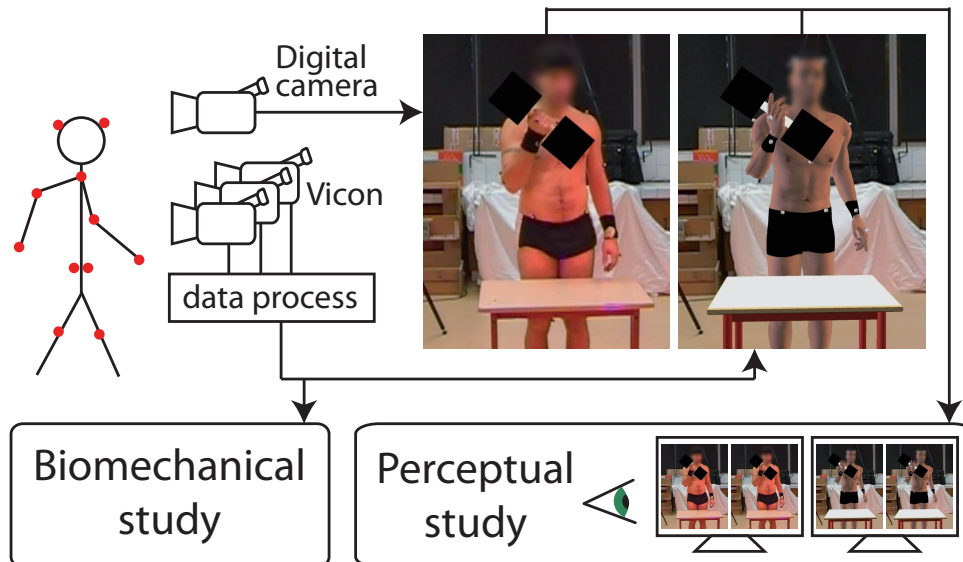 Digital
camera
Vicon
data process
Biomechanical
study
Perceptual
study